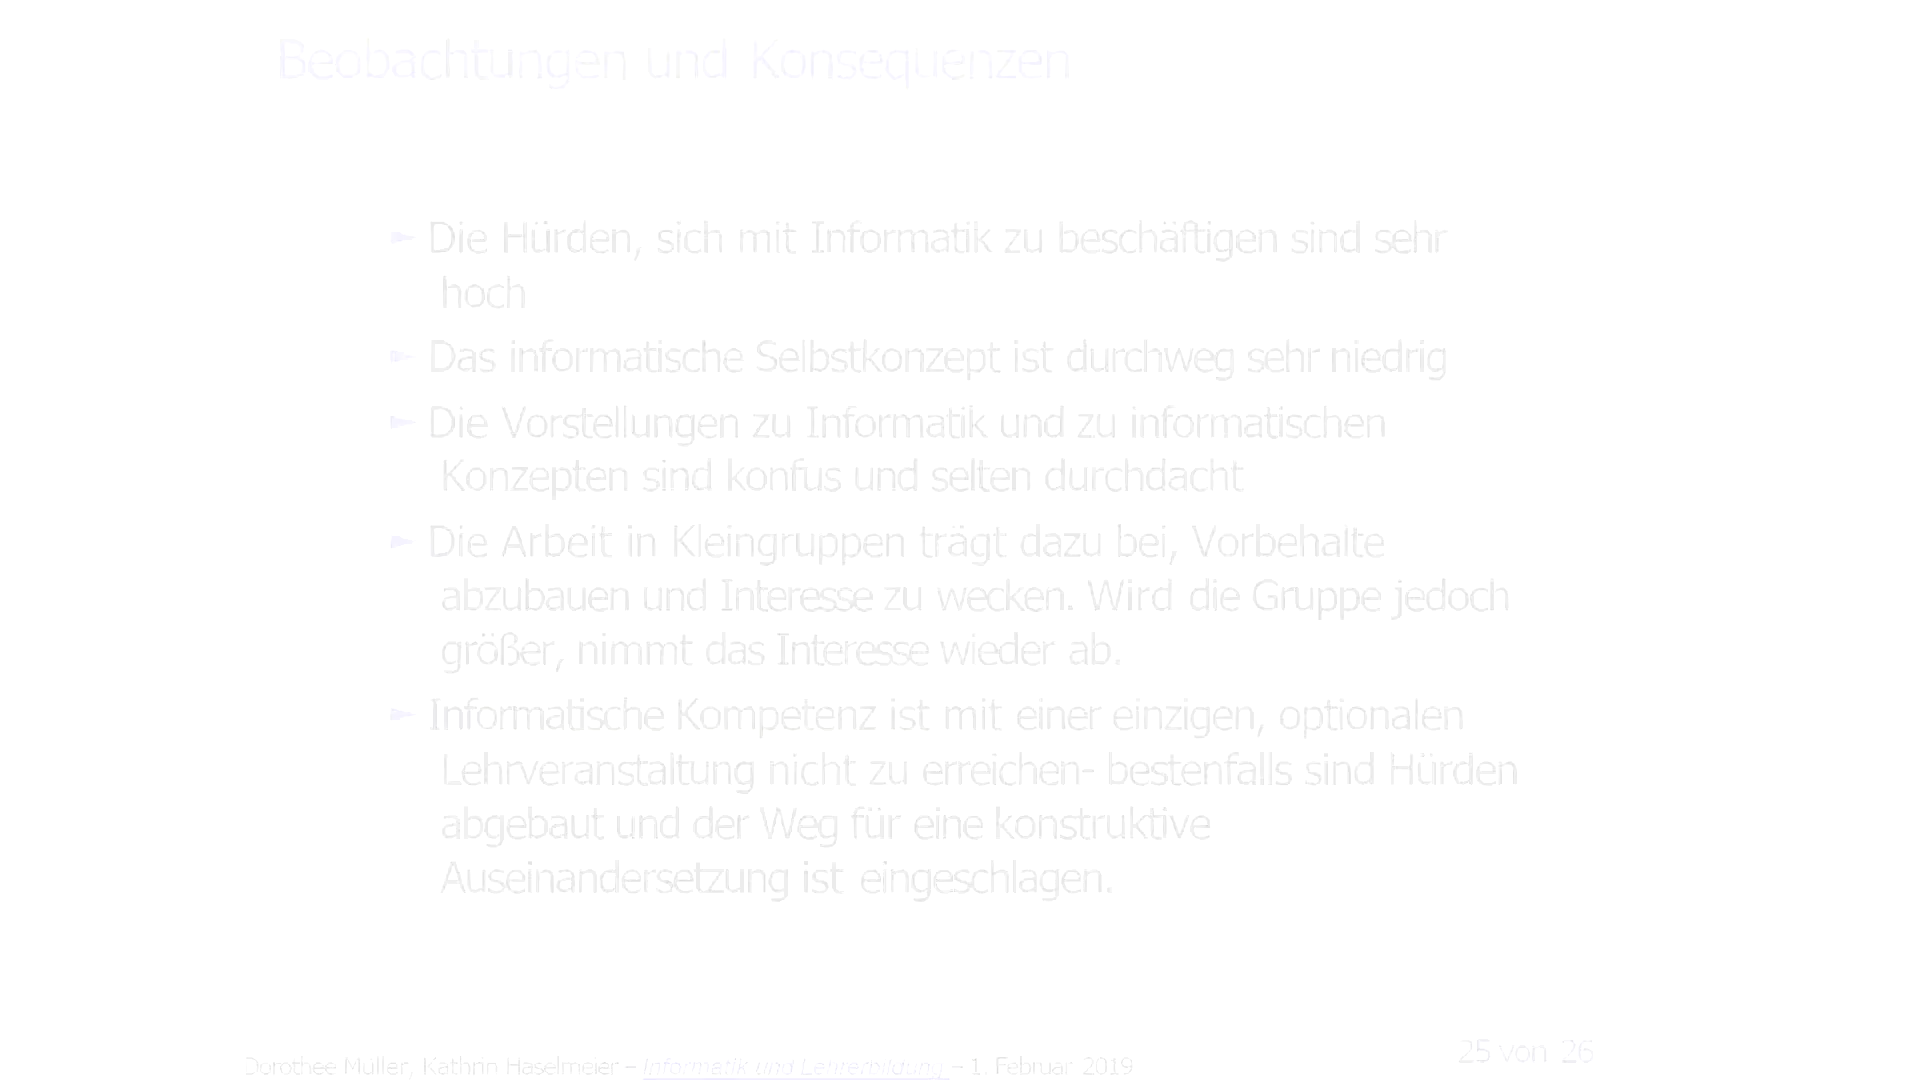 Beobachtungen und Konsequenzen
► Die Hürden, sich mit Informatik zu beschäftigen sind sehr
hoch
► Das informatische Selbstkonzept ist durchweg sehr niedrig
► Die Vorstellungen zu Informatik und zu informatischen
Konzepten sind konfus und selten durchdacht
► Die Arbeit in Kleingruppen trägt dazu bei, Vorbehalte
abzubauen und Interesse zu wecken. Wird die Gruppe jedoch
größer, nimmt das Interesse wieder ab.
► Informatische Kompetenz ist mit einer einzigen, optionalen
Lehrveranstaltung nicht zu erreichen- bestenfalls sind Hürden
abgebaut und der Weg für eine konstruktive
Auseinandersetzung ist eingeschlagen.
Dorothee Müller, Kathrin Haselmeier – Informatik und Lehrerbildung – 1. Februar 2019
25 von 26